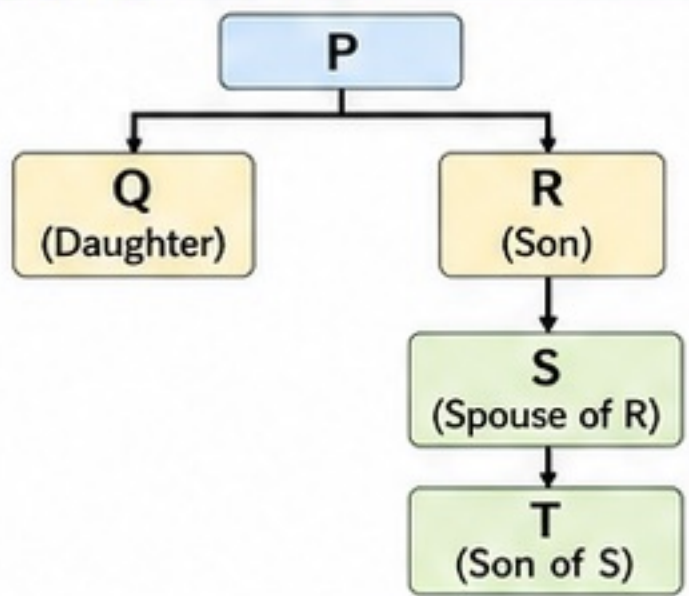 P
Q
(Daughter)
R
(Son)
S
(Spouse of R)
T
(Son of S)